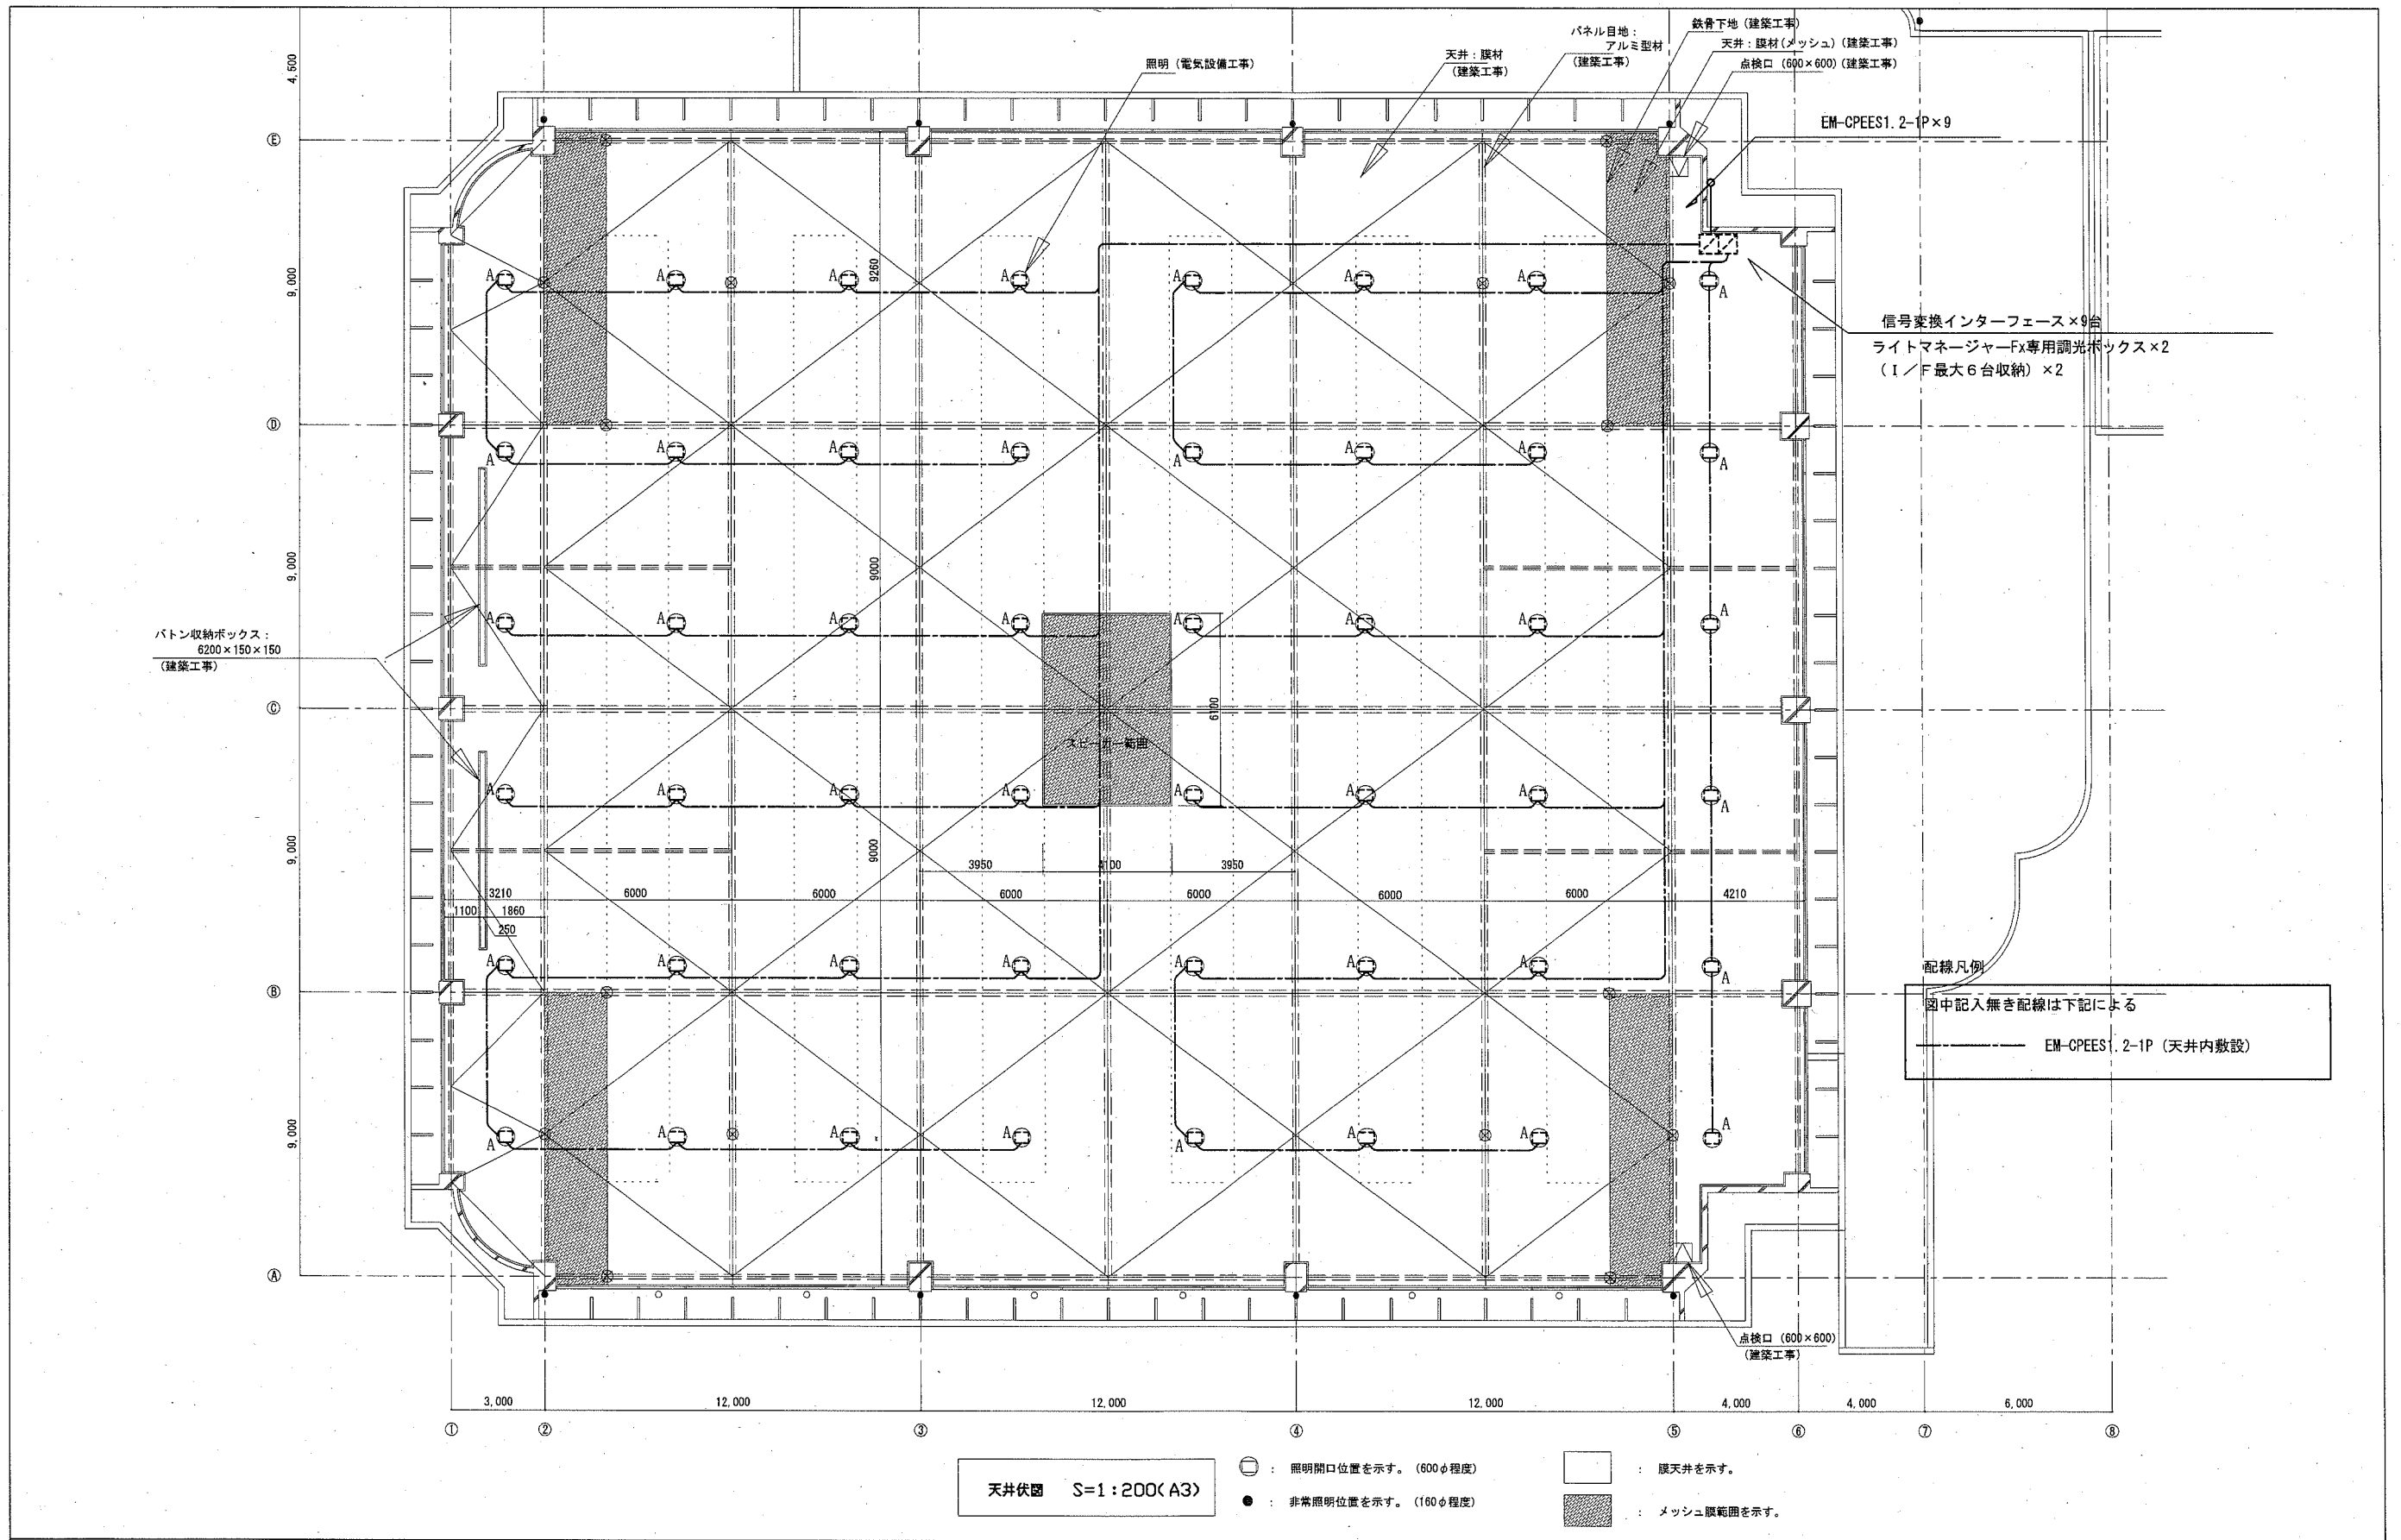 照明 (電気設備工事)
天井：膜材
(建築工事)
パネル目地：
アルミ型材
(建築工事)
鉄骨下地 (建築工事)
天井：膜材(メッシュ) (建築工事)
点検口 (600×600) (建築工事)
EM-CPEES1.2-1P×9
信号変換インターフェース×9台
ライトマネージャーFx専用調光ボックス×2
(I／F最大6台収納) ×2
4,500
Ⓔ
9,000
Ⓓ
9,000
Ⓒ
9,000
Ⓑ
9,000
Ⓐ
9260
9000
9000
A A A A A A A A
A A A A A A A A
A A A A A A A A
A A A A A A A A
A A A A A A A A
A A A A A A A A
バトン収納ボックス：
6200×150×150
(建築工事)
スピーカー範囲
6100
3950 4100 3950
3210 6000 6000 6000 6000 6000 6000 4210
1100 1860
250
配線凡例
図中記入無き配線は下記による
EM-CPEES1.2-1P (天井内敷設)
点検口 (600×600)
(建築工事)
3,000 12,000 12,000 12,000 4,000 4,000 6,000
① ② ③ ④ ⑤ ⑥ ⑦ ⑧
天井伏図 S=1:200(A3)
： 照明開口位置を示す。(600φ程度)
： 非常照明位置を示す。(160φ程度)
： 膜天井を示す。
： メッシュ膜範囲を示す。